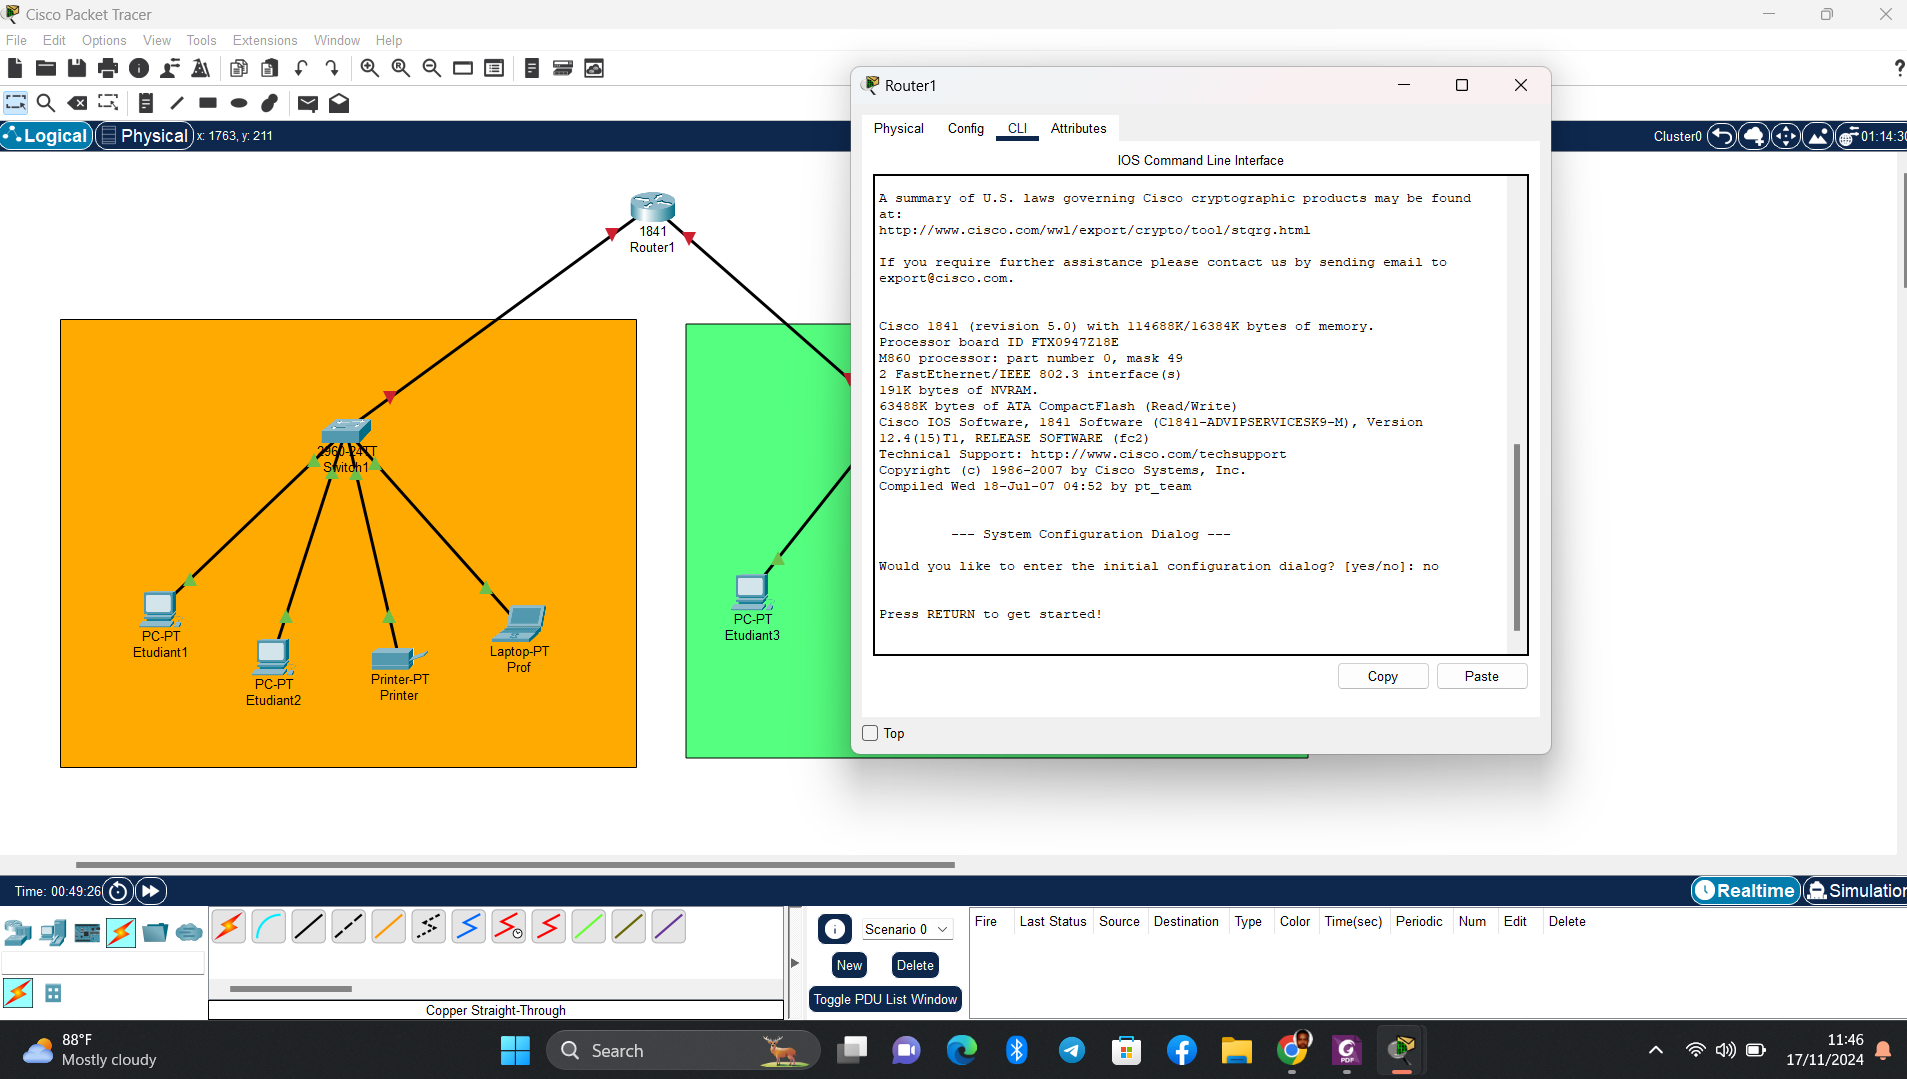 Cisco Packet Tracer
File Edit Options View Tools Extensions Window Help
?
Logical Physical x: 1763, y: 211
Cluster0 01:14:30
1841
Router1
2960-24TT
Switch1
PC-PT
Etudiant1
PC-PT
Etudiant2
Printer-PT
Printer
Laptop-PT
Prof
PC-PT
Etudiant3
Router1
Physical Config CLI Attributes
IOS Command Line Interface
A summary of U.S. laws governing Cisco cryptographic products may be found
at:
http://www.cisco.com/wwl/export/crypto/tool/stqrg.html
If you require further assistance please contact us by sending email to
export@cisco.com.
Cisco 1841 (revision 5.0) with 114688K/16384K bytes of memory.
Processor board ID FTX0947Z18E
M860 processor: part number 0, mask 49
2 FastEthernet/IEEE 802.3 interface(s)
191K bytes of NVRAM.
63488K bytes of ATA CompactFlash (Read/Write)
Cisco IOS Software, 1841 Software (C1841-ADVIPSERVICESK9-M), Version
12.4(15)T1, RELEASE SOFTWARE (fc2)
Technical Support: http://www.cisco.com/techsupport
Copyright (c) 1986-2007 by Cisco Systems, Inc.
Compiled Wed 18-Jul-07 04:52 by pt_team
--- System Configuration Dialog ---
Would you like to enter the initial configuration dialog? [yes/no]: no
Press RETURN to get started!
Copy Paste
Top
Time: 00:49:26
Realtime Simulation
Scenario 0
New Delete
Toggle PDU List Window
Fire Last Status Source Destination Type Color Time(sec) Periodic Num Edit Delete
Copper Straight-Through
88°F
Mostly cloudy
Search
11:46
17/11/2024